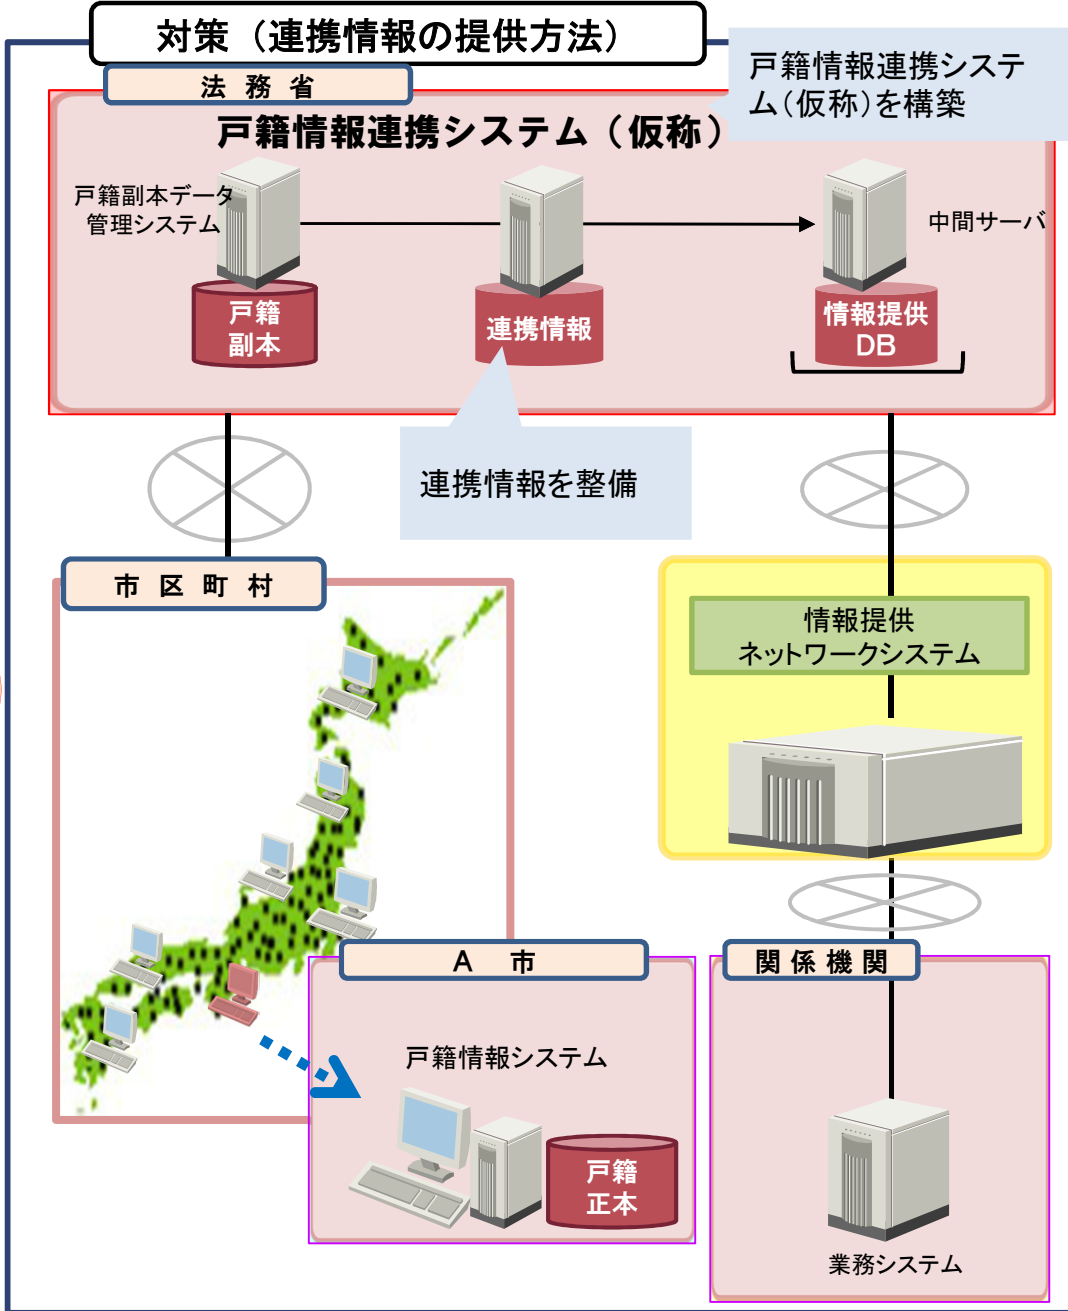 対策（連携情報の提供方法）
戸籍情報連携システ
ム（仮称）を構築
法務省
戸籍情報連携システム（仮称）
戸籍副本データ
管理システム
中間サーバ
戸籍
副本
連携情報
情報提供
DB
連携情報を整備
市区町村
情報提供
ネットワークシステム
A 市
関係機関
戸籍情報システム
戸籍
正本
業務システム